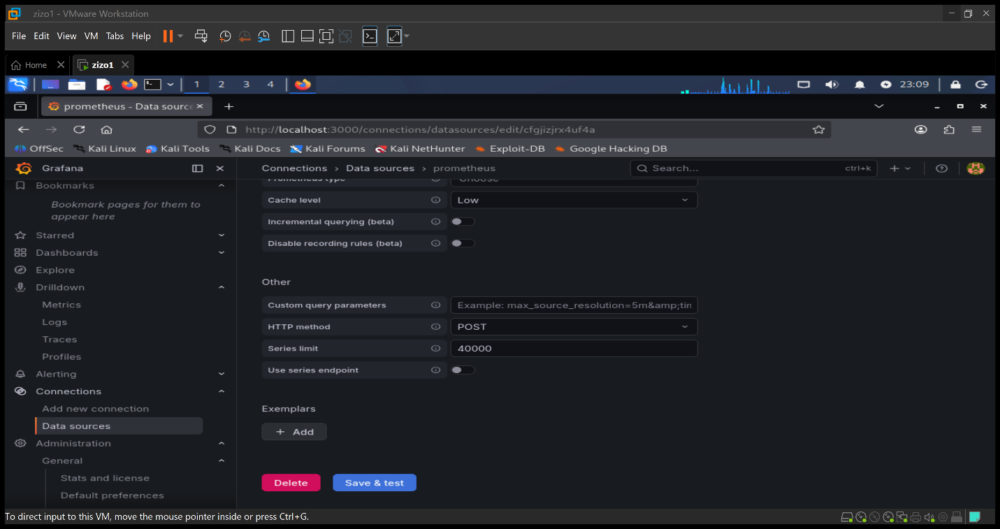 zizo1 - VMware Workstation
File Edit View VM Tabs Help
Home zizo1
1 2 3 4 23:09
prometheus - Data source
http://localhost:3000/connections/datasources/edit/cfgjizjrx4uf4a
OffSec Kali Linux Kali Tools Kali Docs Kali Forums Kali NetHunter Exploit-DB Google Hacking DB
Grafana
Connections › Data sources › prometheus
Search... ctrl+k
Bookmarks
Bookmark pages for them to
appear here
Starred
Dashboards
Explore
Drilldown
Metrics
Logs
Traces
Profiles
Alerting
Connections
Add new connection
Data sources
Administration
General
Stats and license
Default preferences
Prometheus type Choose
Cache level Low
Incremental querying (beta)
Disable recording rules (beta)
Other
Custom query parameters Example: max_source_resolution=5m&amp;tin
HTTP method POST
Series limit 40000
Use series endpoint
Exemplars
+ Add
Delete Save & test
To direct input to this VM, move the mouse pointer inside or press Ctrl+G.